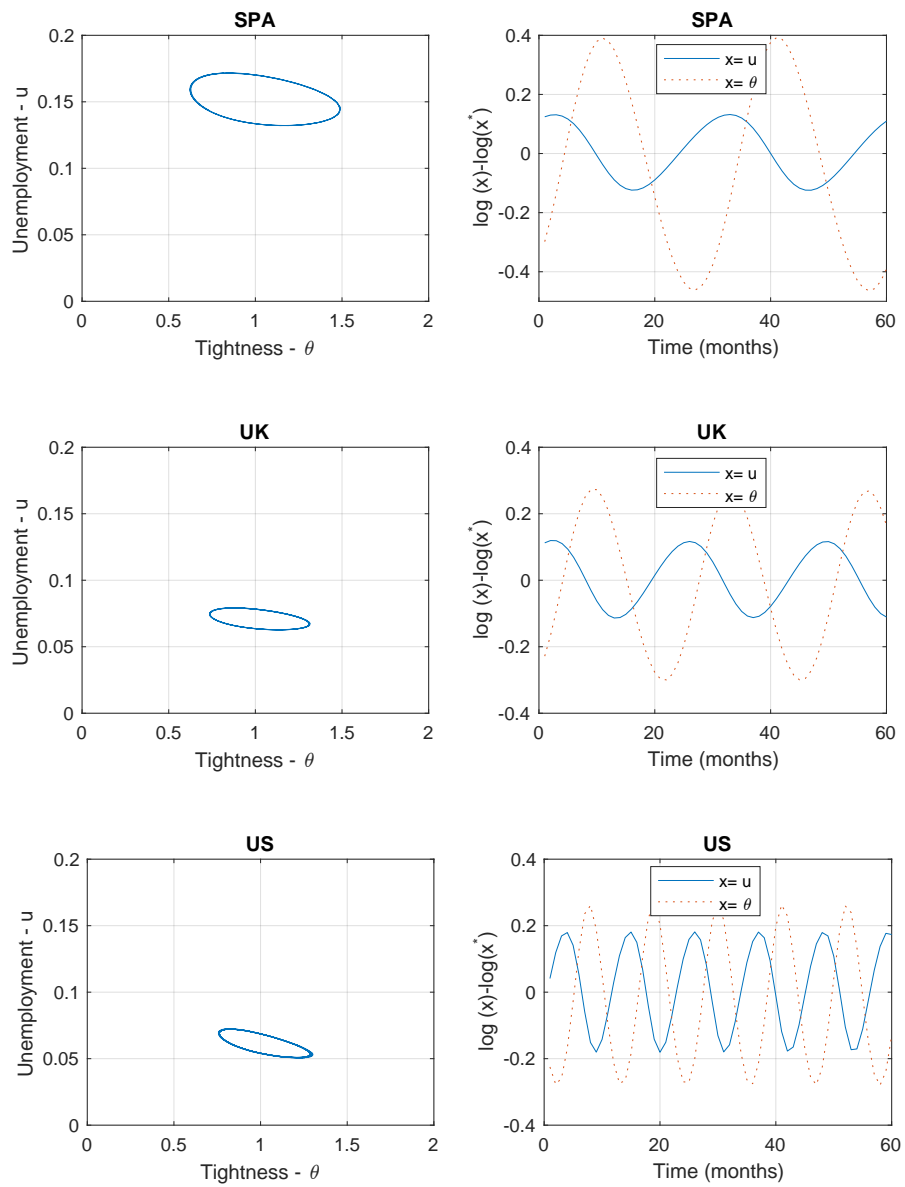 SPA
0.2
0.15
0.1
0.05
0
Unemployment - u
0 0.5 1 1.5 2
Tightness - θ
SPA
0.4
0.2
0
-0.2
-0.4
log (x)-log(x*)
x= u
x= θ
0 20 40 60
Time (months)
UK
0.2
0.15
0.1
0.05
0
Unemployment - u
0 0.5 1 1.5 2
Tightness - θ
UK
0.4
0.2
0
-0.2
-0.4
log (x)-log(x*)
x= u
x= θ
0 20 40 60
Time (months)
US
0.2
0.15
0.1
0.05
0
Unemployment - u
0 0.5 1 1.5 2
Tightness - θ
US
0.4
0.2
0
-0.2
-0.4
log (x)-log(x*)
x= u
x= θ
0 20 40 60
Time (months)